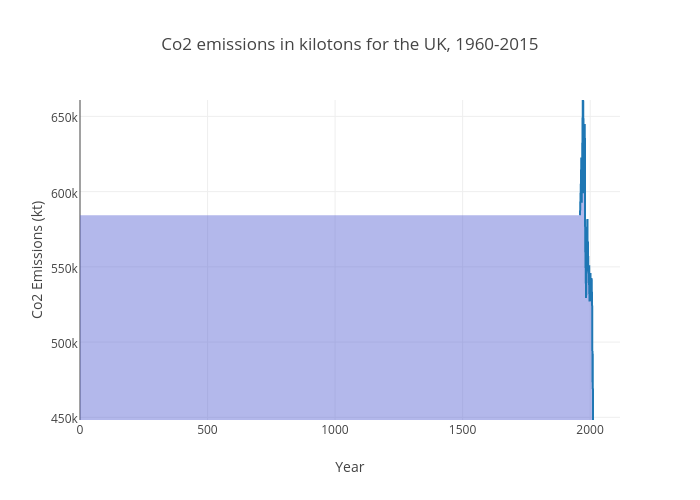 Co2 emissions in kilotons for the UK, 1960-2015
650k
600k
550k
500k
450k
Co2 Emissions (kt)
0 500 1000 1500 2000
Year